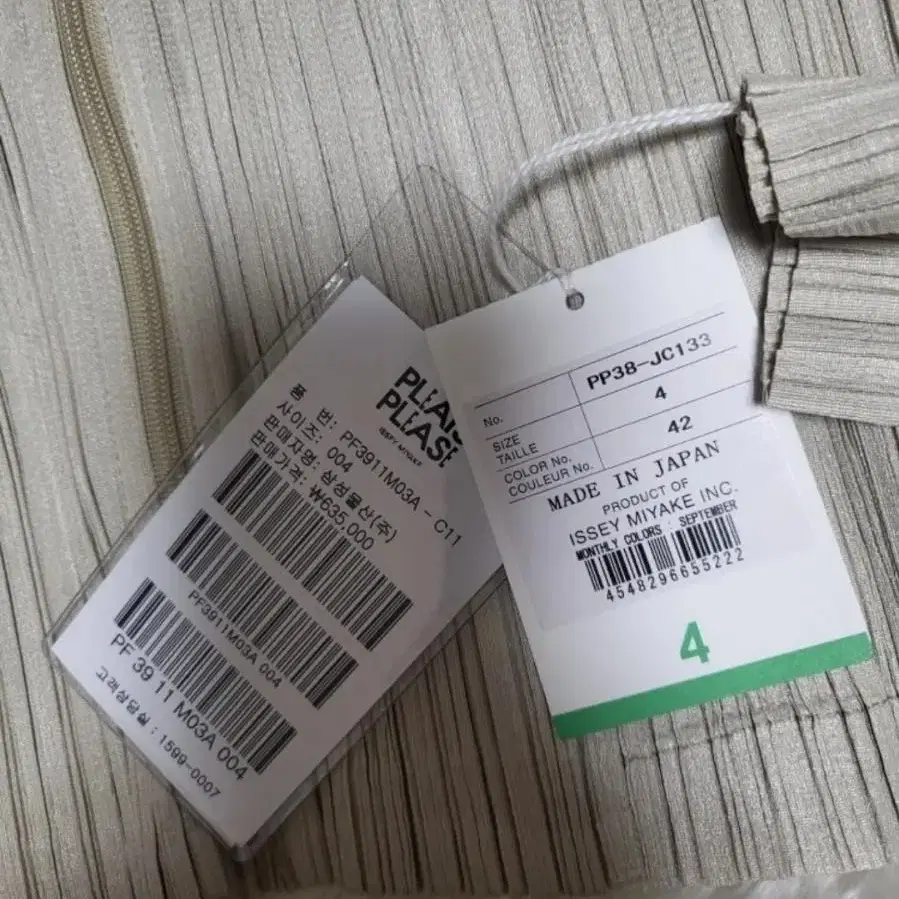 PLEATS
PLEASE
ISSEY MIYAKE
품 번: PF3911M03A - C11
사이즈: 004
판매자명: 삼성물산(주)
판매가격: ₩635,000
PF3911M03A 004
PF 39 11 M03A 004
고객상담실 : 1599-0007
No. PP38-JC133
SIZE
TAILLE 4
COLOR No.
COULEUR No. 42
MADE IN JAPAN
PRODUCT OF
ISSEY MIYAKE INC.
MONTHLY COLORS : SEPTEMBER
4548296655222
4